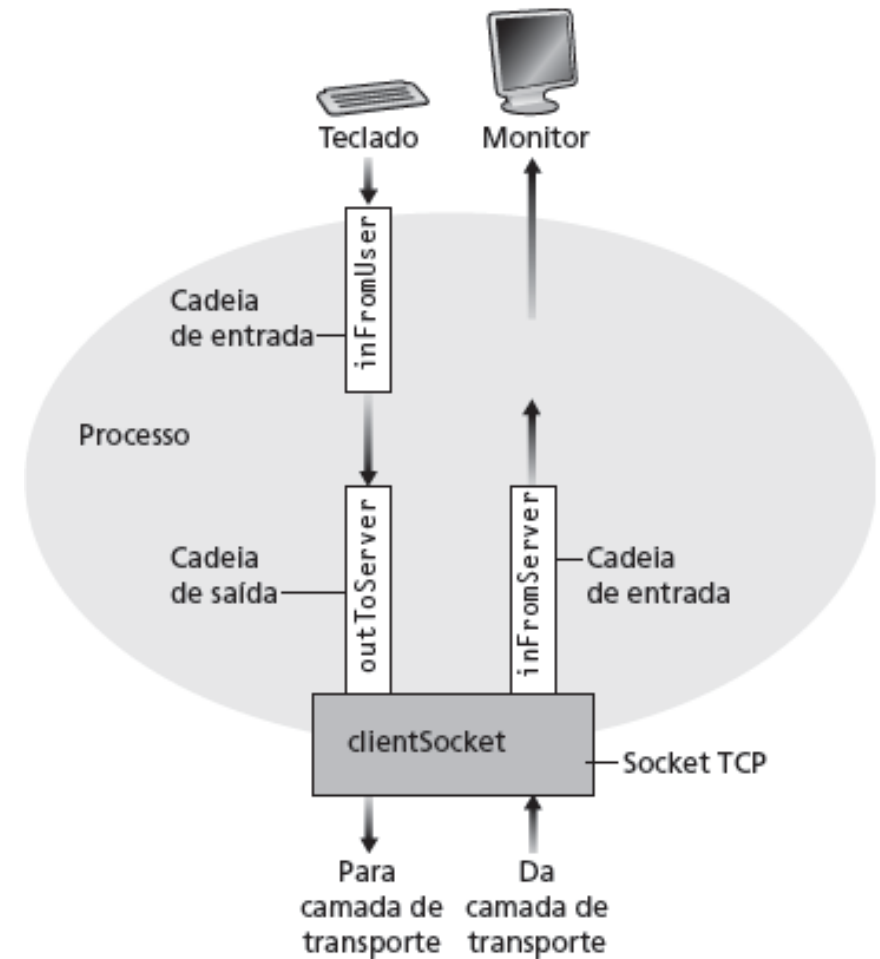 Teclado
Monitor
inFromUser
Cadeia
de entrada
Processo
Cadeia
de saída
outToServer
inFromServer
Cadeia
de entrada
clientSocket
Socket TCP
Para
camada de
transporte
Da
camada de
transporte